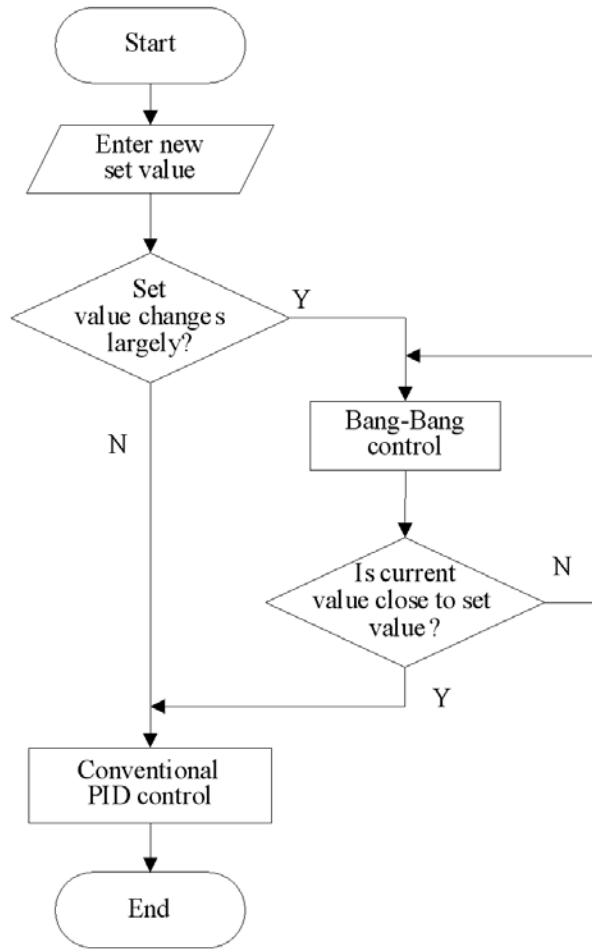 Start
Enter new
set value
Set
value changes
largely?
Y
N
Bang-Bang
control
Is current
value close to set
value?
N
Y
Conventional
PID control
End